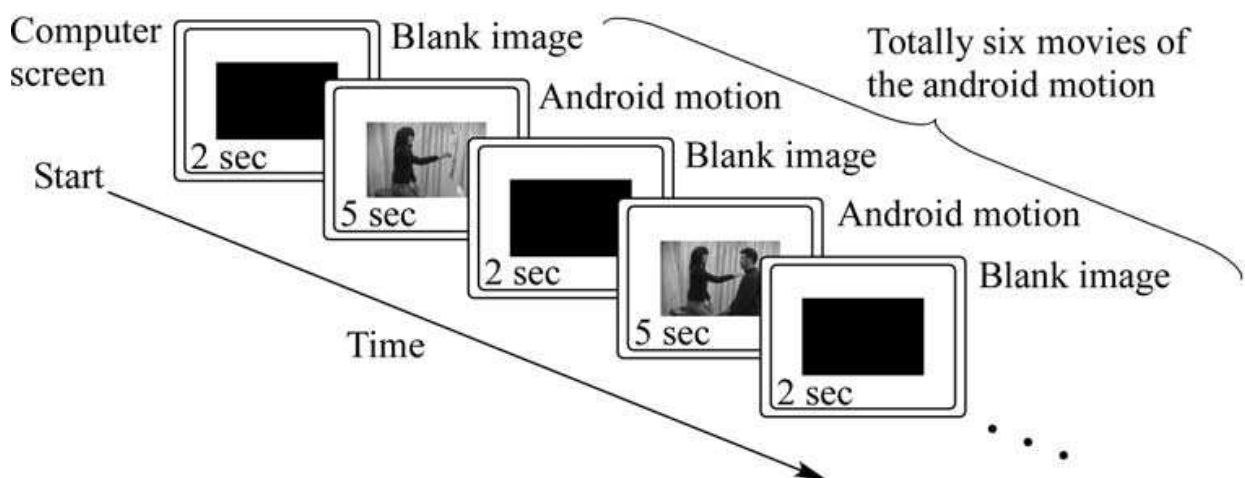 Computer
screen
Blank image
Totally six movies of
the android motion
Android motion
2 sec
Blank image
Start
5 sec
Android motion
2 sec
Blank image
5 sec
Time
2 sec